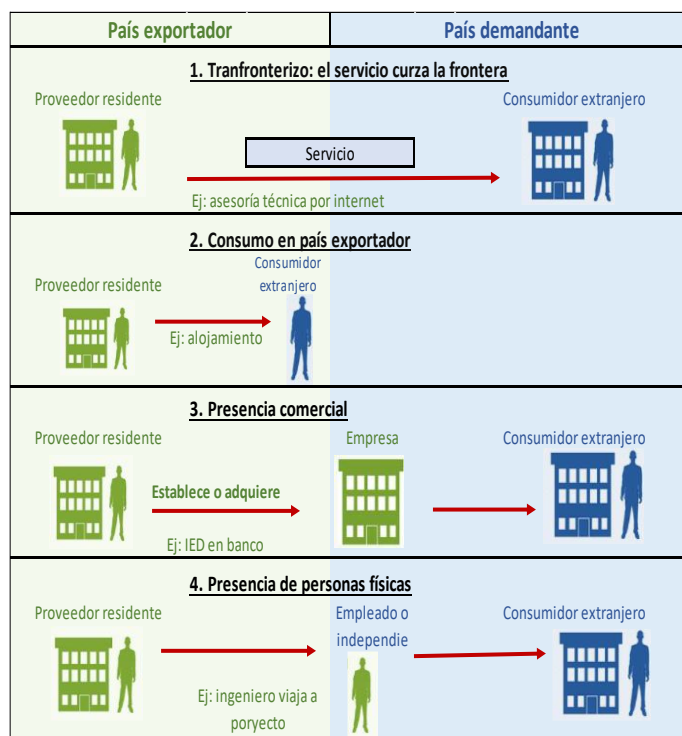 País exportador
País demandante
1. Tranfronterizo: el servicio curza la frontera
Proveedor residente
Consumidor extranjero
Servicio
Ej: asesoría técnica por internet
2. Consumo en país exportador
Consumidor
extranjero
Proveedor residente
Ej: alojamiento
3. Presencia comercial
Proveedor residente
Empresa
Consumidor extranjero
Establece o adquiere
Ej: IED en banco
4. Presencia de personas físicas
Proveedor residente
Empleado o
independie
Consumidor extranjero
Ej: ingeniero viaja a
poryecto